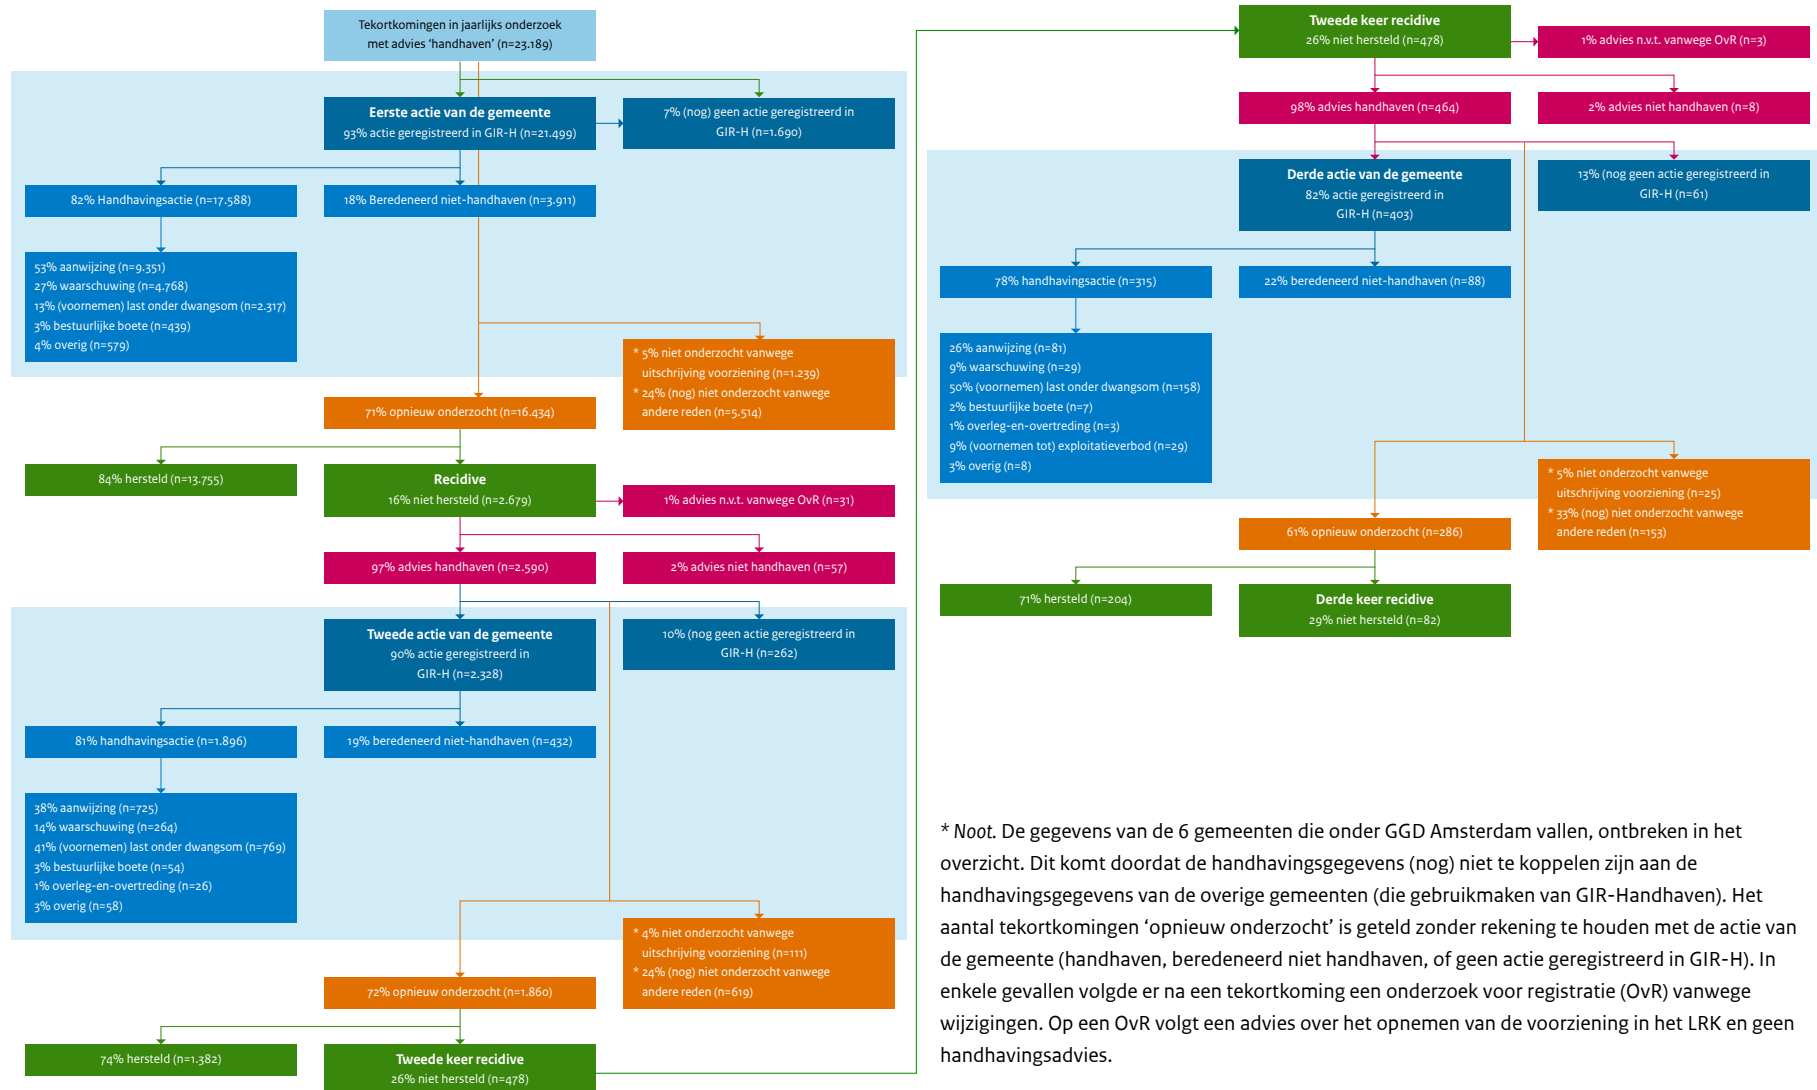 Tekortkomingen in jaarlijks onderzoek
met advies ‘handhaven’ (n=23.189)
Eerste actie van de gemeente
93% actie geregistreerd in GIR-H (n=21.499)
7% (nog) geen actie geregistreerd in
GIR-H (n=1.690)
82% Handhavingsactie (n=17.588)
18% Beredeneerd niet-handhaven (n=3.911)
53% aanwijzing (n=9.351)
27% waarschuwing (n=4.768)
13% (voornemen) last onder dwangsom (n=2.317)
3% bestuurlijke boete (n=439)
4% overig (n=579)
* 5% niet onderzocht vanwege
uitschrijving voorziening (n=1.239)
* 24% (nog) niet onderzocht vanwege
andere reden (n=5.514)
71% opnieuw onderzocht (n=16.434)
84% hersteld (n=13.755)
Recidive
16% niet hersteld (n=2.679)
1% advies n.v.t. vanwege OvR (n=31)
97% advies handhaven (n=2.590)
2% advies niet handhaven (n=57)
Tweede actie van de gemeente
90% actie geregistreerd in
GIR-H (n=2.328)
10% (nog geen actie geregistreerd in
GIR-H (n=262)
81% handhavingsactie (n=1.896)
19% beredeneerd niet-handhaven (n=432)
38% aanwijzing (n=725)
14% waarschuwing (n=264)
41% (voornemen) last onder dwangsom (n=769)
3% bestuurlijke boete (n=54)
1% overleg-en-overtreding (n=26)
3% overig (n=58)
* 4% niet onderzocht vanwege
uitschrijving voorziening (n=111)
* 24% (nog) niet onderzocht vanwege
andere reden (n=619)
72% opnieuw onderzocht (n=1.860)
74% hersteld (n=1.382)
Tweede keer recidive
26% niet hersteld (n=478)
Tweede keer recidive
26% niet hersteld (n=478)
1% advies n.v.t. vanwege OvR (n=3)
98% advies handhaven (n=464)
2% advies niet handhaven (n=8)
Derde actie van de gemeente
82% actie geregistreerd in
GIR-H (n=403)
13% (nog geen actie geregistreerd in
GIR-H (n=61)
78% handhavingsactie (n=315)
22% beredeneerd niet-handhaven (n=88)
26% aanwijzing (n=81)
9% waarschuwing (n=29)
50% (voornemen) last onder dwangsom (n=158)
2% bestuurlijke boete (n=7)
1% overleg-en-overtreding (n=3)
9% (voornemen tot) exploitatieverbod (n=29)
3% overig (n=8)
* 5% niet onderzocht vanwege
uitschrijving voorziening (n=25)
* 33% (nog) niet onderzocht vanwege
andere reden (n=153)
61% opnieuw onderzocht (n=286)
71% hersteld (n=204)
Derde keer recidive
29% niet hersteld (n=82)
* Noot. De gegevens van de 6 gemeenten die onder GGD Amsterdam vallen, ontbreken in het
overzicht. Dit komt doordat de handhavingsgegevens (nog) niet te koppelen zijn aan de
handhavingsgegevens van de overige gemeenten (die gebruikmaken van GIR-Handhaven). Het
aantal tekortkomingen ‘opnieuw onderzocht’ is geteld zonder rekening te houden met de actie van
de gemeente (handhaven, beredeneerd niet handhaven, of geen actie geregistreerd in GIR-H). In
enkele gevallen volgde er na een tekortkoming een onderzoek voor registratie (OvR) vanwege
wijzigingen. Op een OvR volgt een advies over het opnemen van de voorziening in het LRK en geen
handhavingsadvies.